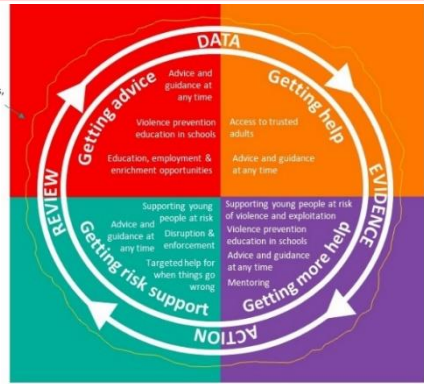 s,
DATA
Getting advice
Advice and
guidance at
any time
Violence prevention
education in schools
Education, employment &
enrichment opportunities
Getting help
Access to trusted
adults
Advice and guidance
at any time
EVIDENCE
Supporting young people at risk
of violence and exploitation
Violence prevention
education in schools
Advice and guidance
at any time
Mentoring
Getting more help
ACTION
Supporting young
people at risk
Advice and
guidance at
any time
Disruption &
enforcement
Targeted help for
when things go
wrong
Getting risk support
REVIEW